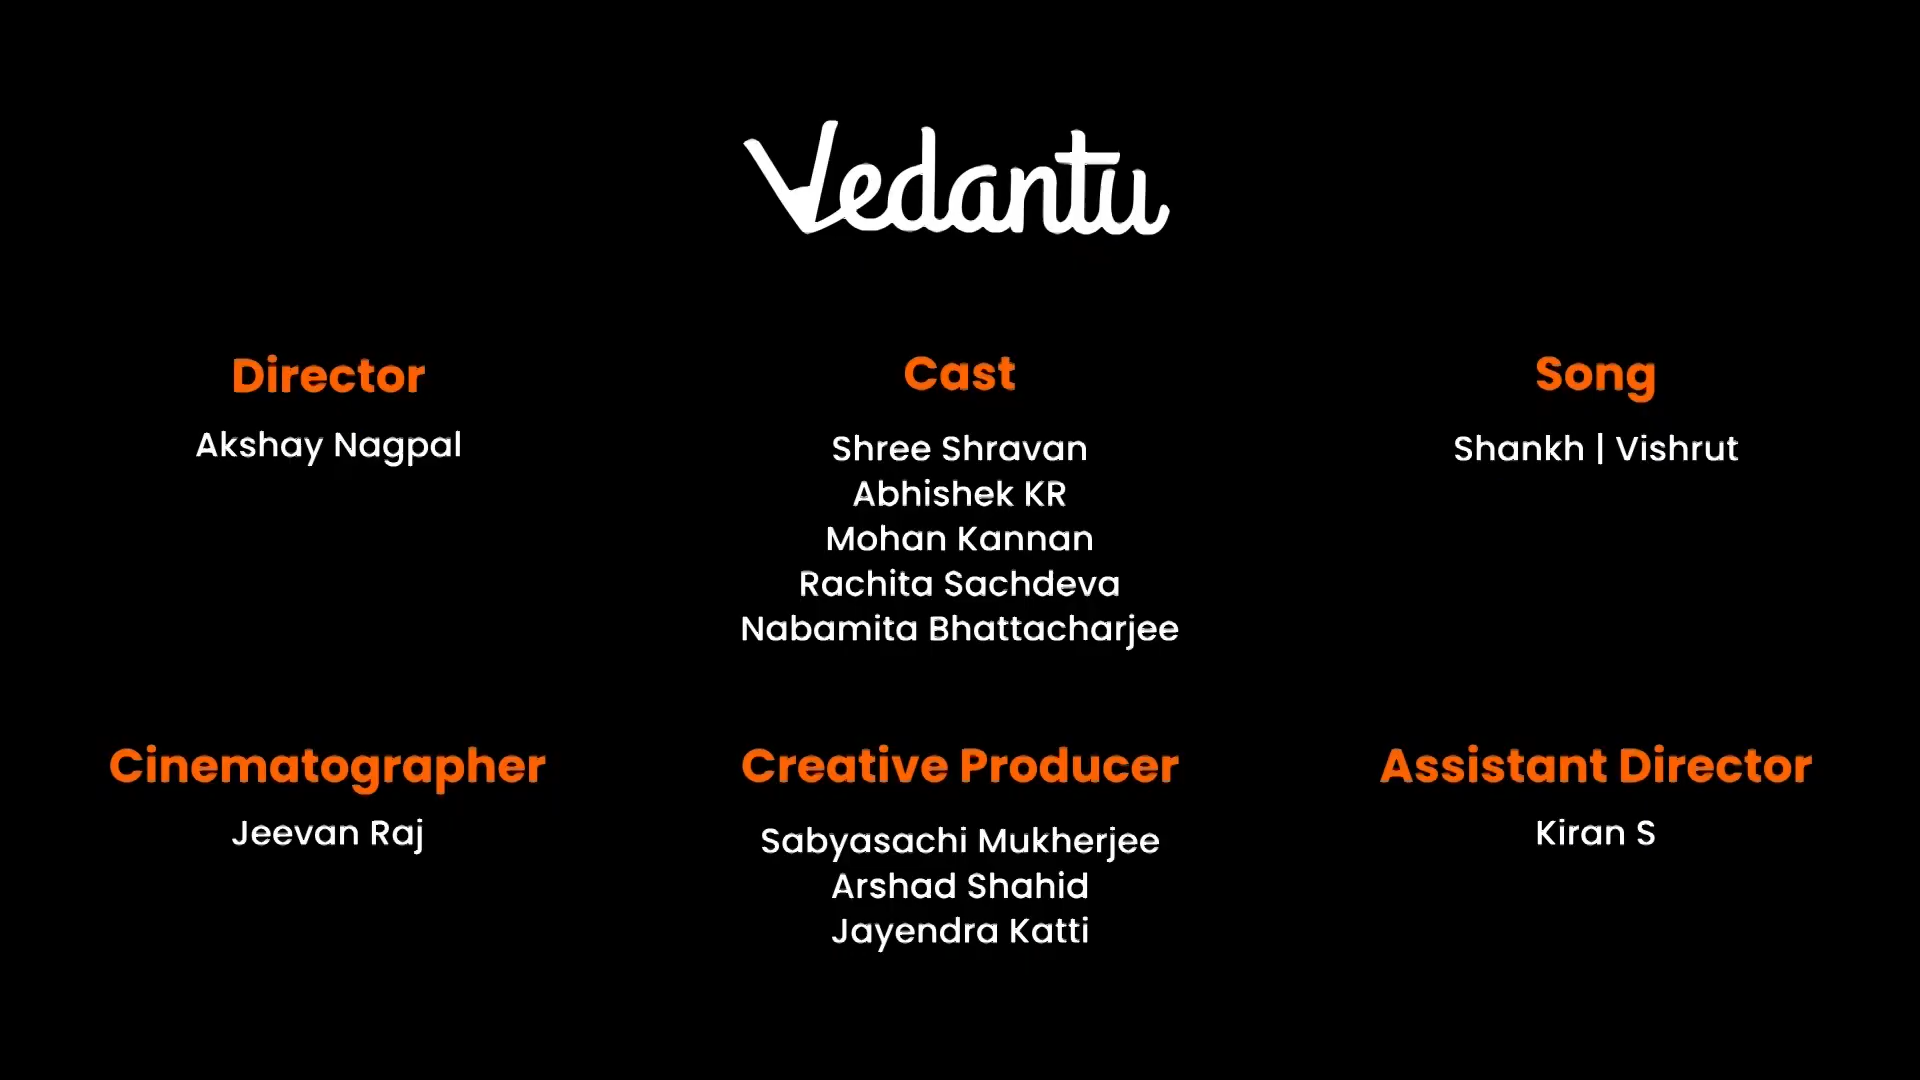 Vedantu
Director
Akshay Nagpal
Cast
Shree Shravan
Abhishek KR
Mohan Kannan
Rachita Sachdeva
Nabamita Bhattacharjee
Song
Shankh | Vishrut
Cinematographer
Jeevan Raj
Creative Producer
Sabyasachi Mukherjee
Arshad Shahid
Jayendra Katti
Assistant Director
Kiran S